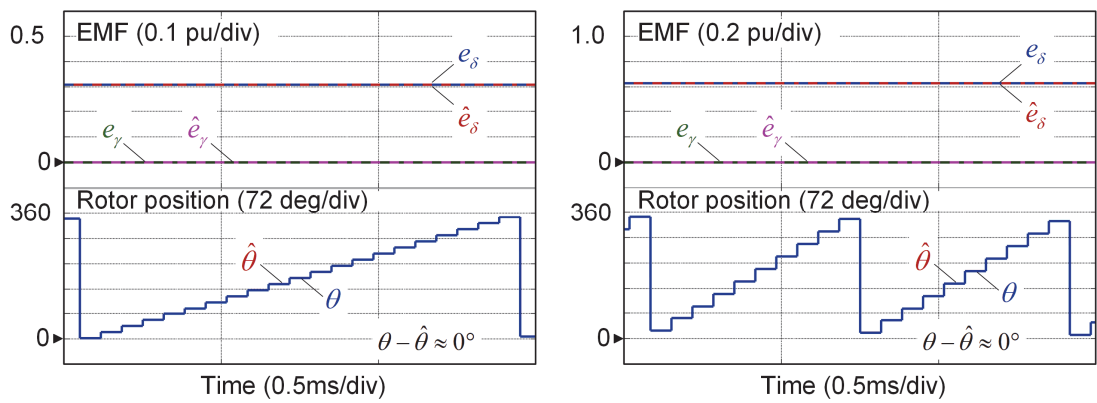 EMF (0.1 pu/div)
0.5
e_δ
ê_δ
e_γ
ê_γ
0
Rotor position (72 deg/div)
360
θ̂
θ
θ − θ̂ ≈ 0°
0
Time (0.5ms/div)
EMF (0.2 pu/div)
1.0
e_δ
ê_δ
e_γ
ê_γ
0
Rotor position (72 deg/div)
360
θ̂
θ
θ − θ̂ ≈ 0°
0
Time (0.5ms/div)